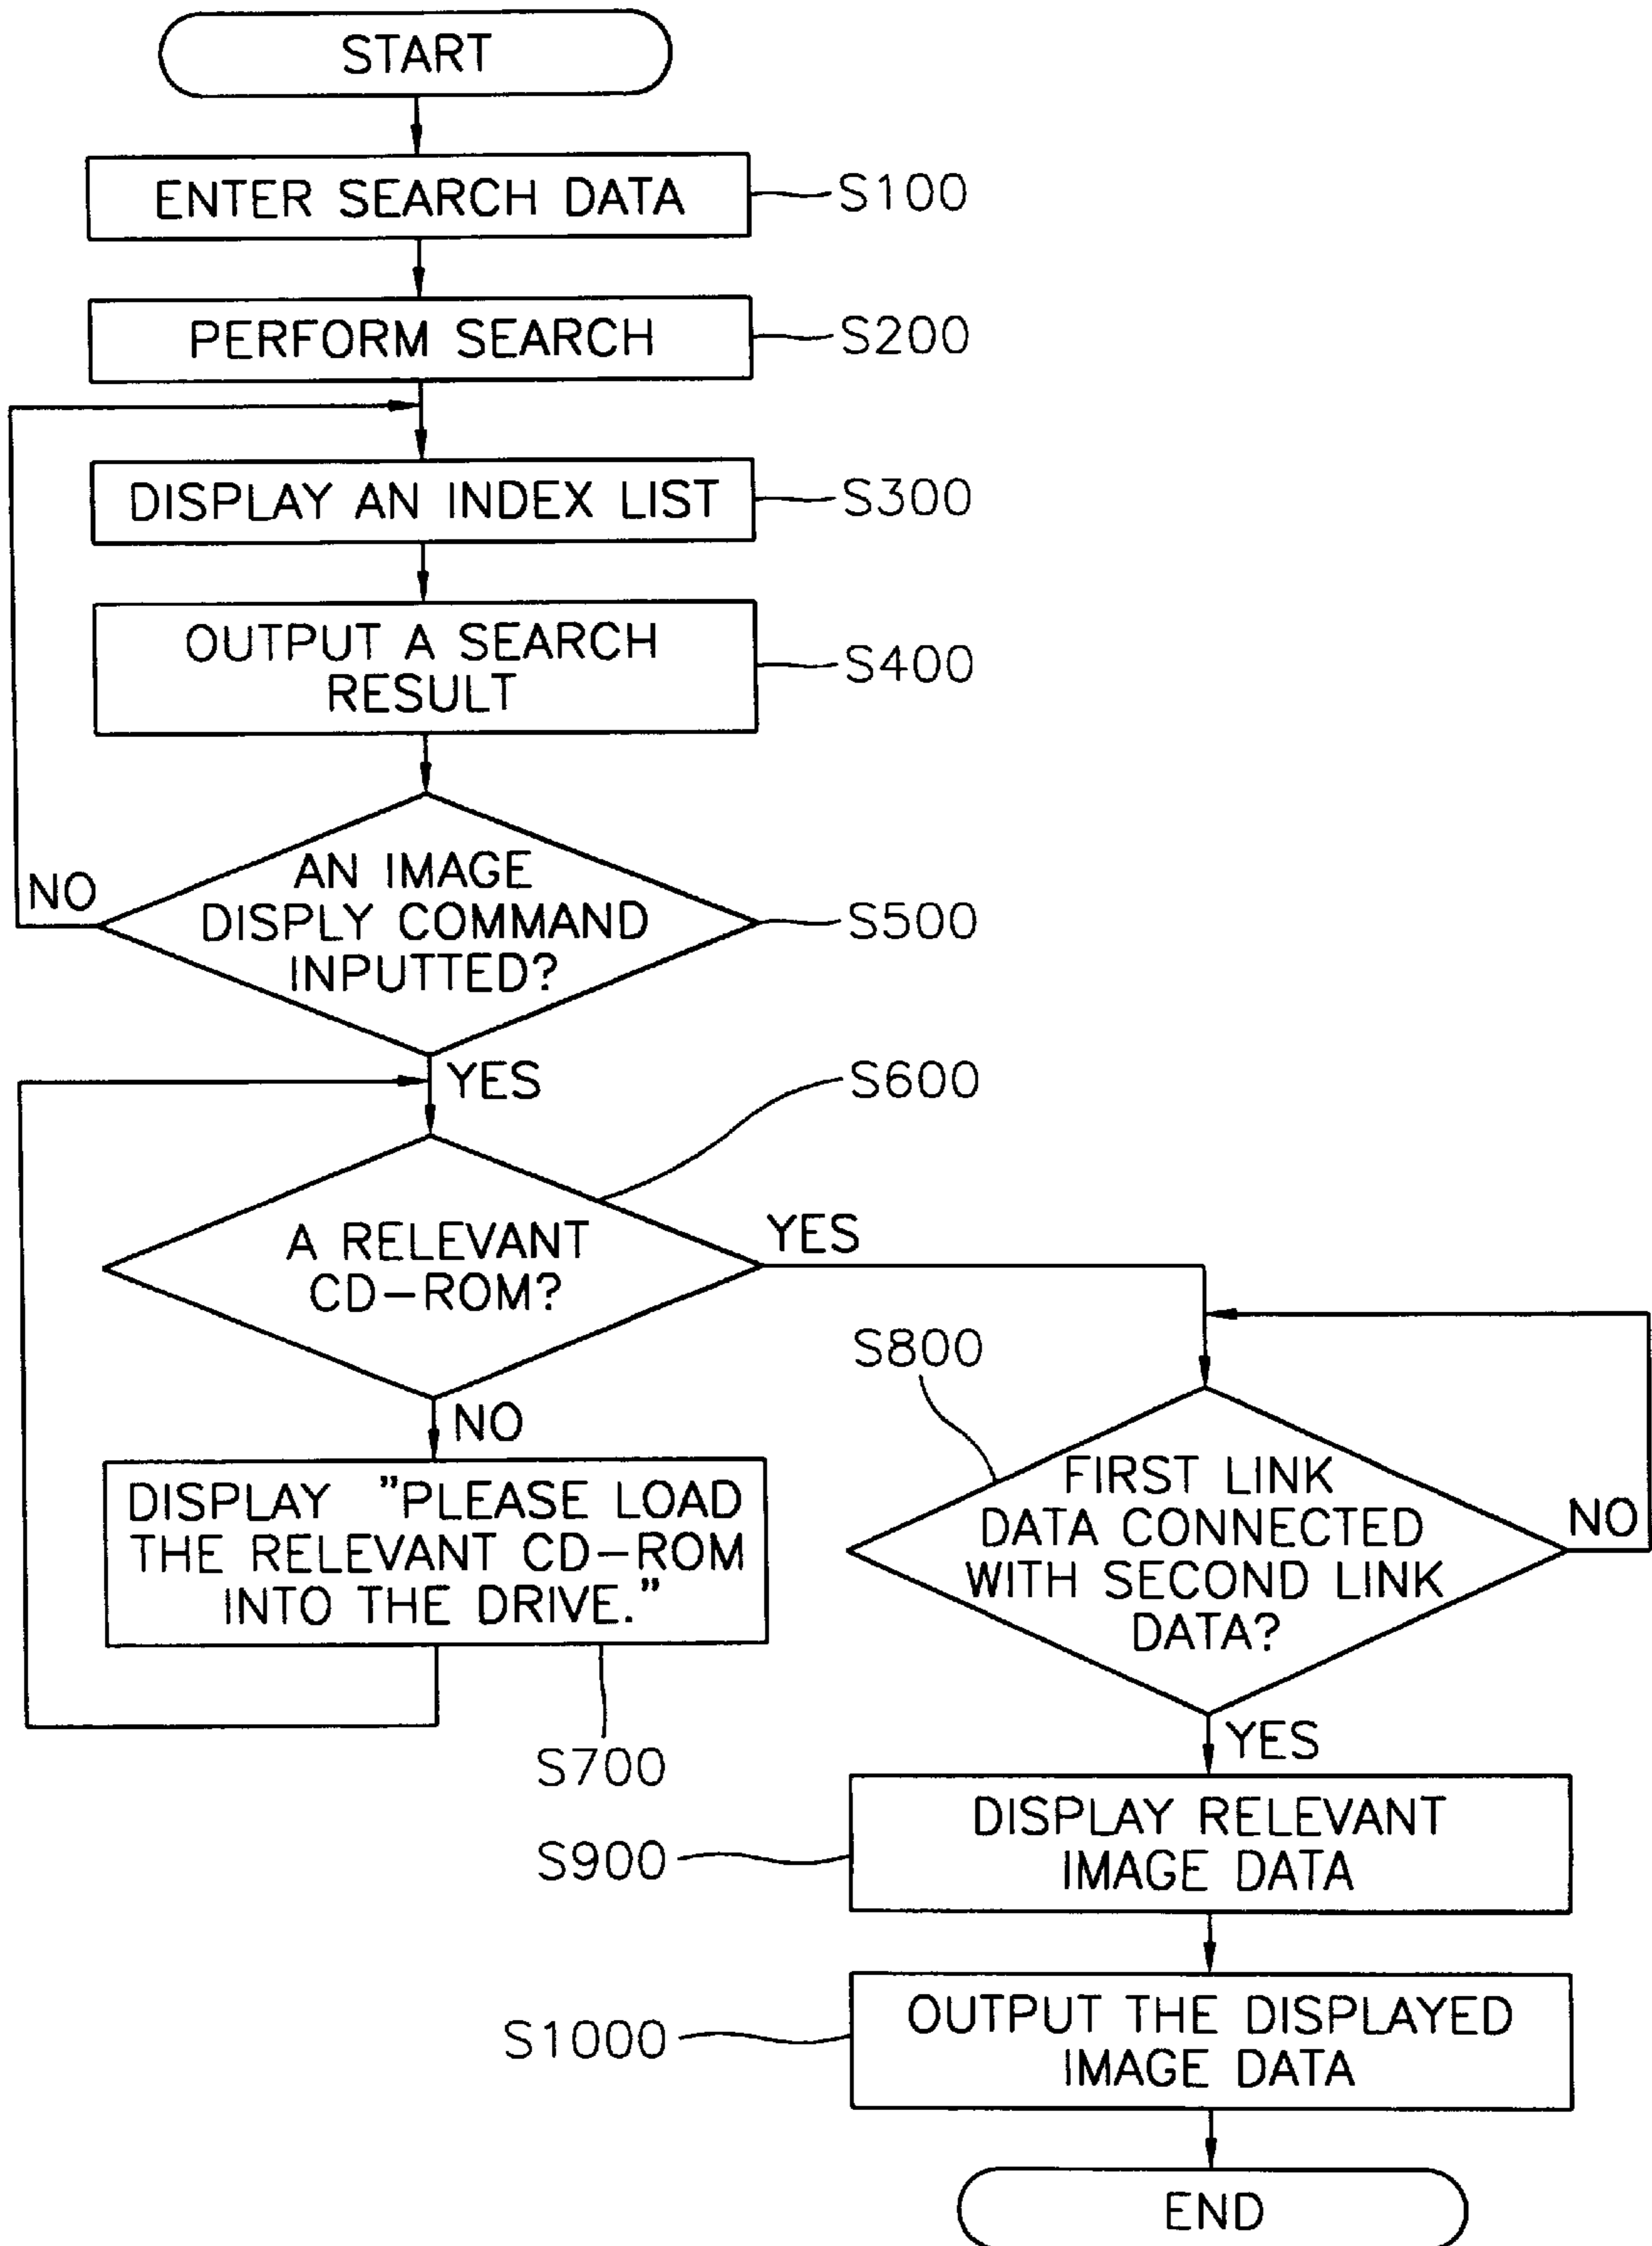 START
ENTER SEARCH DATA
S100
PERFORM SEARCH
S200
DISPLAY AN INDEX LIST
S300
OUTPUT A SEARCH
RESULT
S400
AN IMAGE
DISPLY COMMAND
INPUTTED?
NO
S500
YES
S600
A RELEVANT
CD-ROM?
YES
NO
DISPLAY "PLEASE LOAD
THE RELEVANT CD-ROM
INTO THE DRIVE."
S700
S800
FIRST LINK
DATA CONNECTED
WITH SECOND LINK
DATA?
NO
YES
DISPLAY RELEVANT
IMAGE DATA
S900
OUTPUT THE DISPLAYED
IMAGE DATA
S1000
END